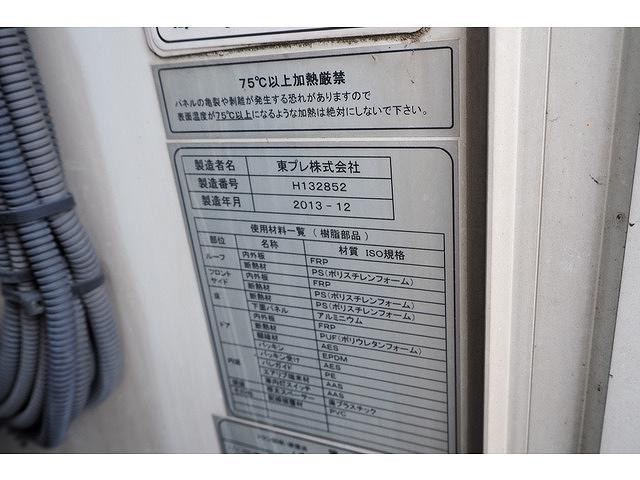 75℃以上加熱厳禁
パネルの亀裂や剥離が発生する恐れがありますので
表面温度が75℃以上になるような加熱は絶対にしないで下さい。
製造者名 東プレ株式会社
製造番号 H132852
製造年月 2013-12
使用材料一覧(樹脂部品)
部位 名称 材質 ISO規格
ルーフ 内外板 FRP
断熱材 PS(ポリスチレンフォーム)
フロント サイド 内外板 FRP
断熱材 PS(ポリスチレンフォーム)
床 断熱材 PS(ポリスチレンフォーム)
下面パネル アルミニウム
ドア 内外板 FRP
断熱材 PUF(ポリウレタンフォーム)
AES
パッキン EPDM
パッキン受け AES
PE
AAS
AAS
PVC